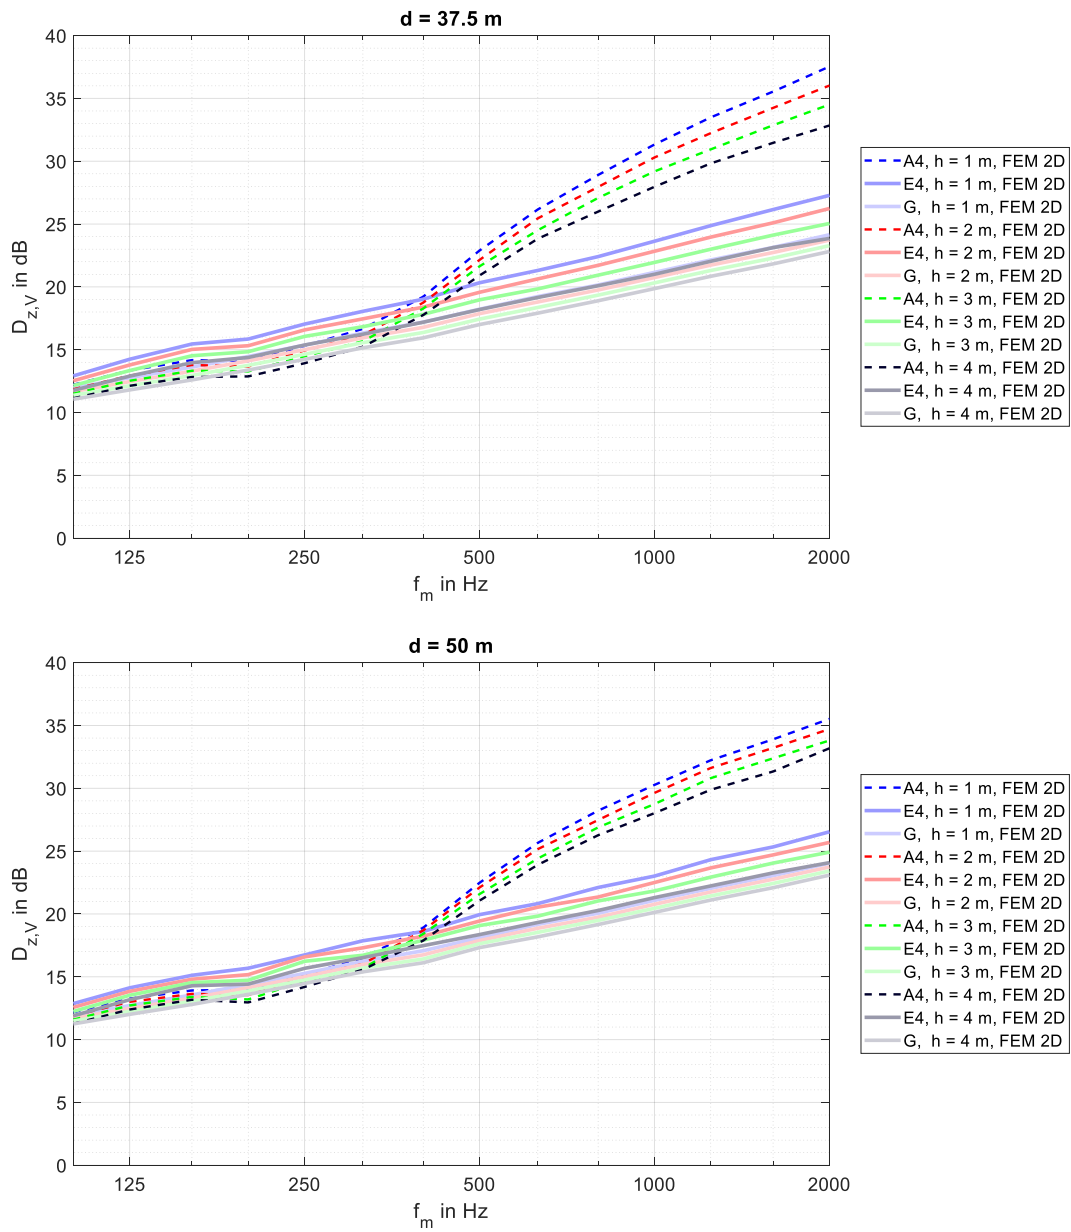 d = 37.5 m
40
35
30
25
20
15
10
5
0
D_z,V in dB
125
250
500
1000
2000
f_m in Hz
A4, h = 1 m, FEM 2D
E4, h = 1 m, FEM 2D
G, h = 1 m, FEM 2D
A4, h = 2 m, FEM 2D
E4, h = 2 m, FEM 2D
G, h = 2 m, FEM 2D
A4, h = 3 m, FEM 2D
E4, h = 3 m, FEM 2D
G, h = 3 m, FEM 2D
A4, h = 4 m, FEM 2D
E4, h = 4 m, FEM 2D
G, h = 4 m, FEM 2D
d = 50 m
40
35
30
25
20
15
10
5
0
D_z,V in dB
125
250
500
1000
2000
f_m in Hz
A4, h = 1 m, FEM 2D
E4, h = 1 m, FEM 2D
G, h = 1 m, FEM 2D
A4, h = 2 m, FEM 2D
E4, h = 2 m, FEM 2D
G, h = 2 m, FEM 2D
A4, h = 3 m, FEM 2D
E4, h = 3 m, FEM 2D
G, h = 3 m, FEM 2D
A4, h = 4 m, FEM 2D
E4, h = 4 m, FEM 2D
G, h = 4 m, FEM 2D